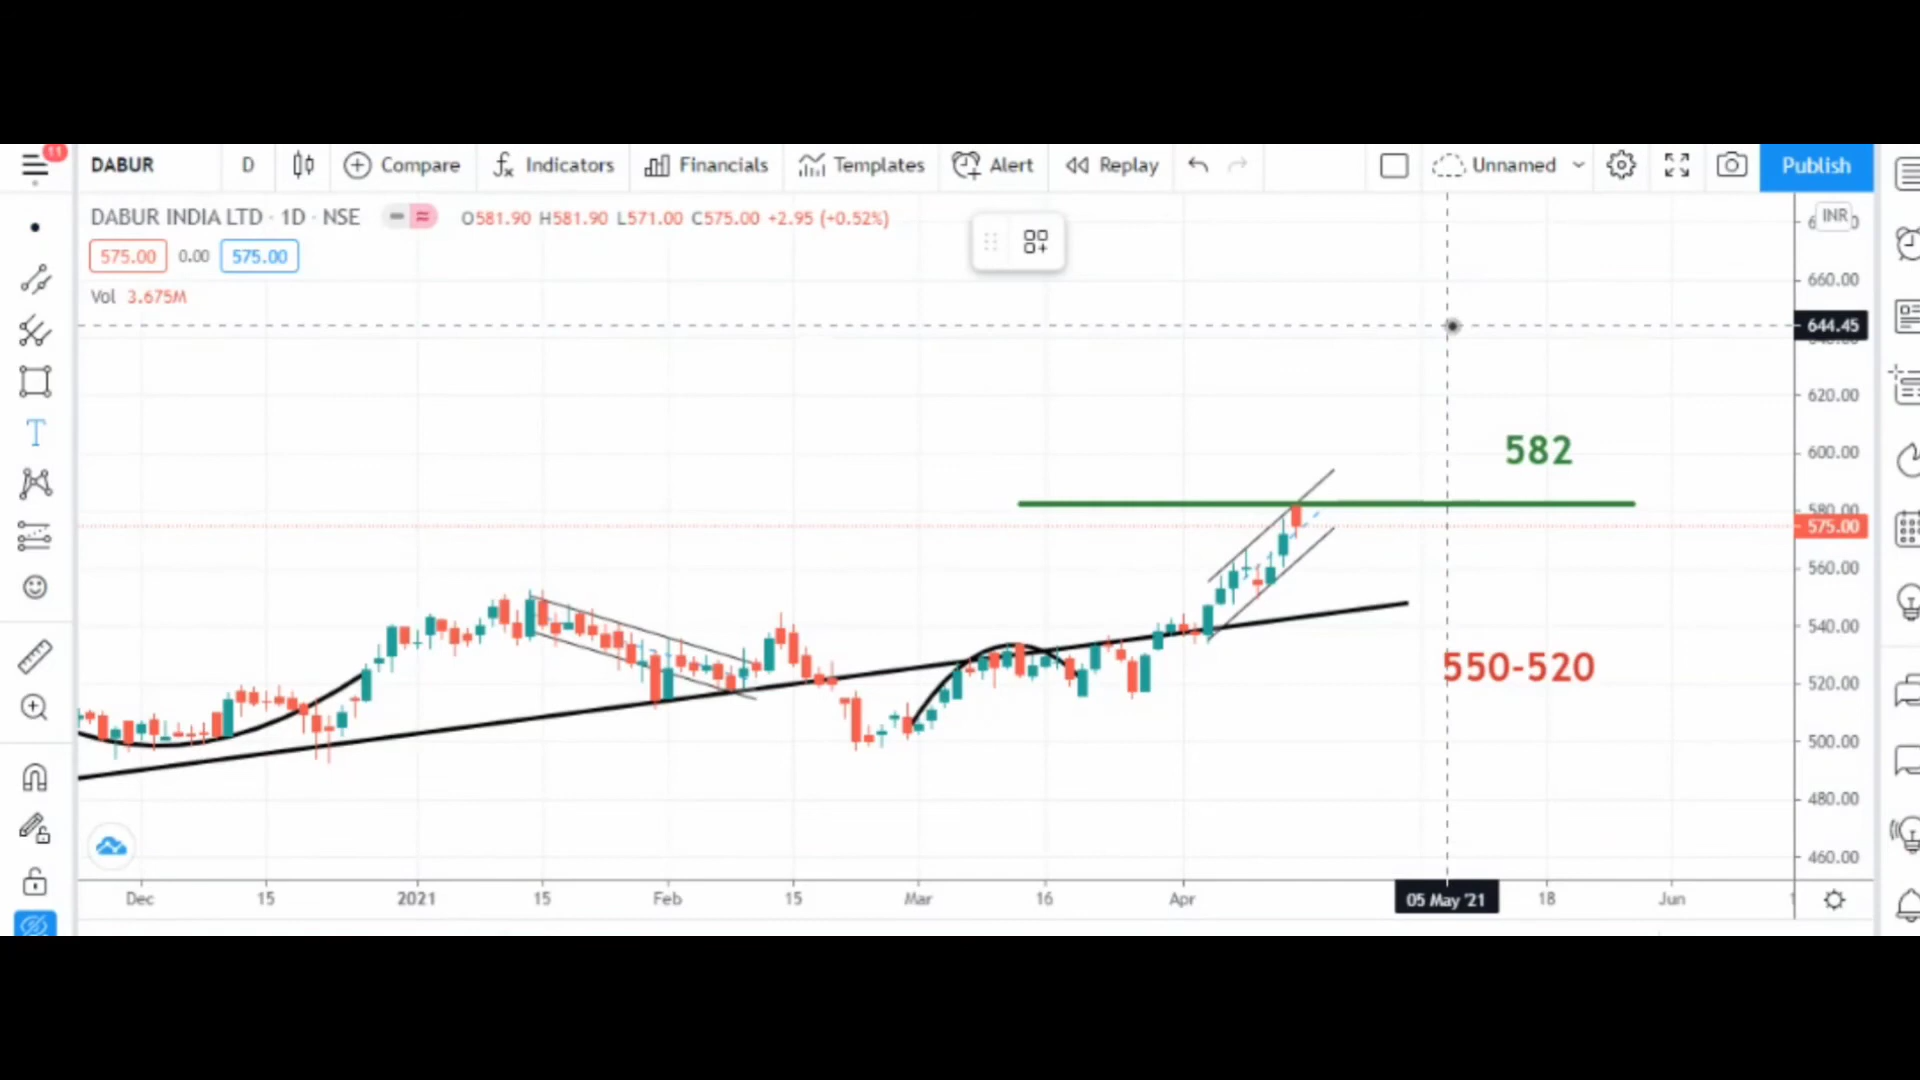 11
DABUR D Compare Indicators Financials Templates Alert Replay Unnamed Publish
DABUR INDIA LTD · 1D · NSE O581.90 H581.90 L571.00 C575.00 +2.95 (+0.52%)
INR
575.00 0.00 575.00
Vol 3.675M
660.00
644.45
620.00
582
600.00
580.00
575.00
560.00
540.00
550-520
520.00
500.00
480.00
460.00
Dec 15 2021 15 Feb 15 Mar 16 Apr 05 May '21 18 Jun